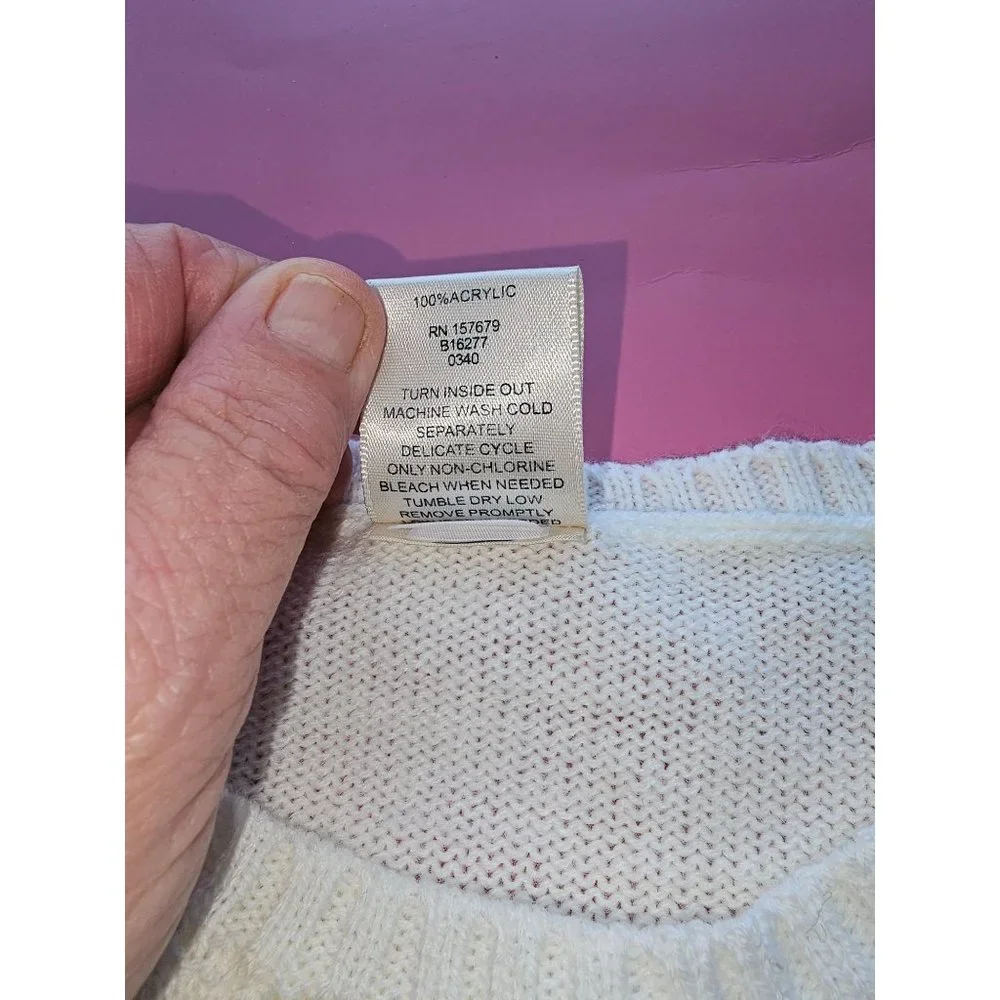 100%ACRYLIC
RN 157679
B16277
0340
TURN INSIDE OUT
MACHINE WASH COLD
SEPARATELY
DELICATE CYCLE
ONLY NON-CHLORINE
BLEACH WHEN NEEDED
TUMBLE DRY LOW
REMOVE PROMPTLY